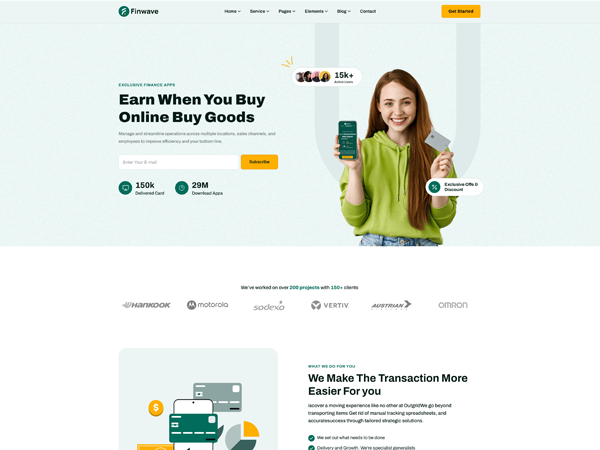 Finwave
Home Service Pages Elements Blog Contact
Get Started
15k+
Active Users
EXCLUSIVE FINANCE APPS
Earn When You Buy
Online Buy Goods
Manage and streamline operations across multiple locations, sales channels, and
employees to improve efficiency and your bottom line.
Enter Your E-mail
Subscribe
150k
Delivered Card
29M
Download Apps
Exclusive Offs &
Discount
We've worked on over 200 projects with 150+ clients
HANKOOK
motorola
sodexo
VERTIV
AUSTRIAN
OMRON
WHAT WE DO FOR YOU
We Make The Transaction More
Easier For you
iscover a moving experience like no other at OutgridWe go beyond
transporting items Get rid of manual tracking spreadsheets, and
accuratesuccess through tailored strategic solutions.
We set out what needs to be done
Delivery and Growth. We're specialist generalists